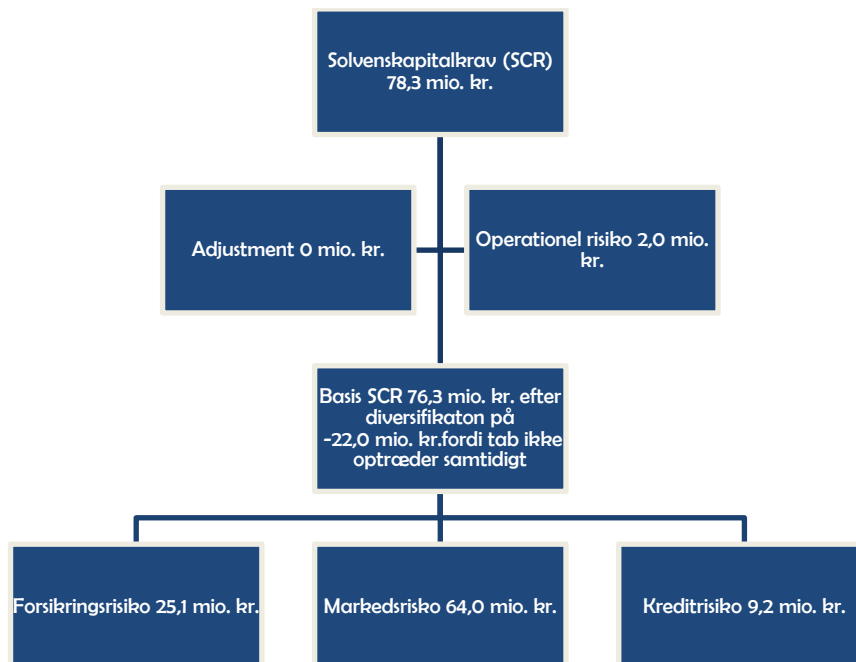 Solvenskapitalkrav (SCR)
78,3 mio. kr.
Adjustment 0 mio. kr.
Operationel risiko 2,0 mio.
kr.
Basis SCR 76,3 mio. kr. efter
diversifikaton på
-22,0 mio. kr.fordi tab ikke
optræder samtidigt
Forsikringsrisiko 25,1 mio. kr.
Markedsrisko 64,0 mio. kr.
Kreditrisiko 9,2 mio. kr.